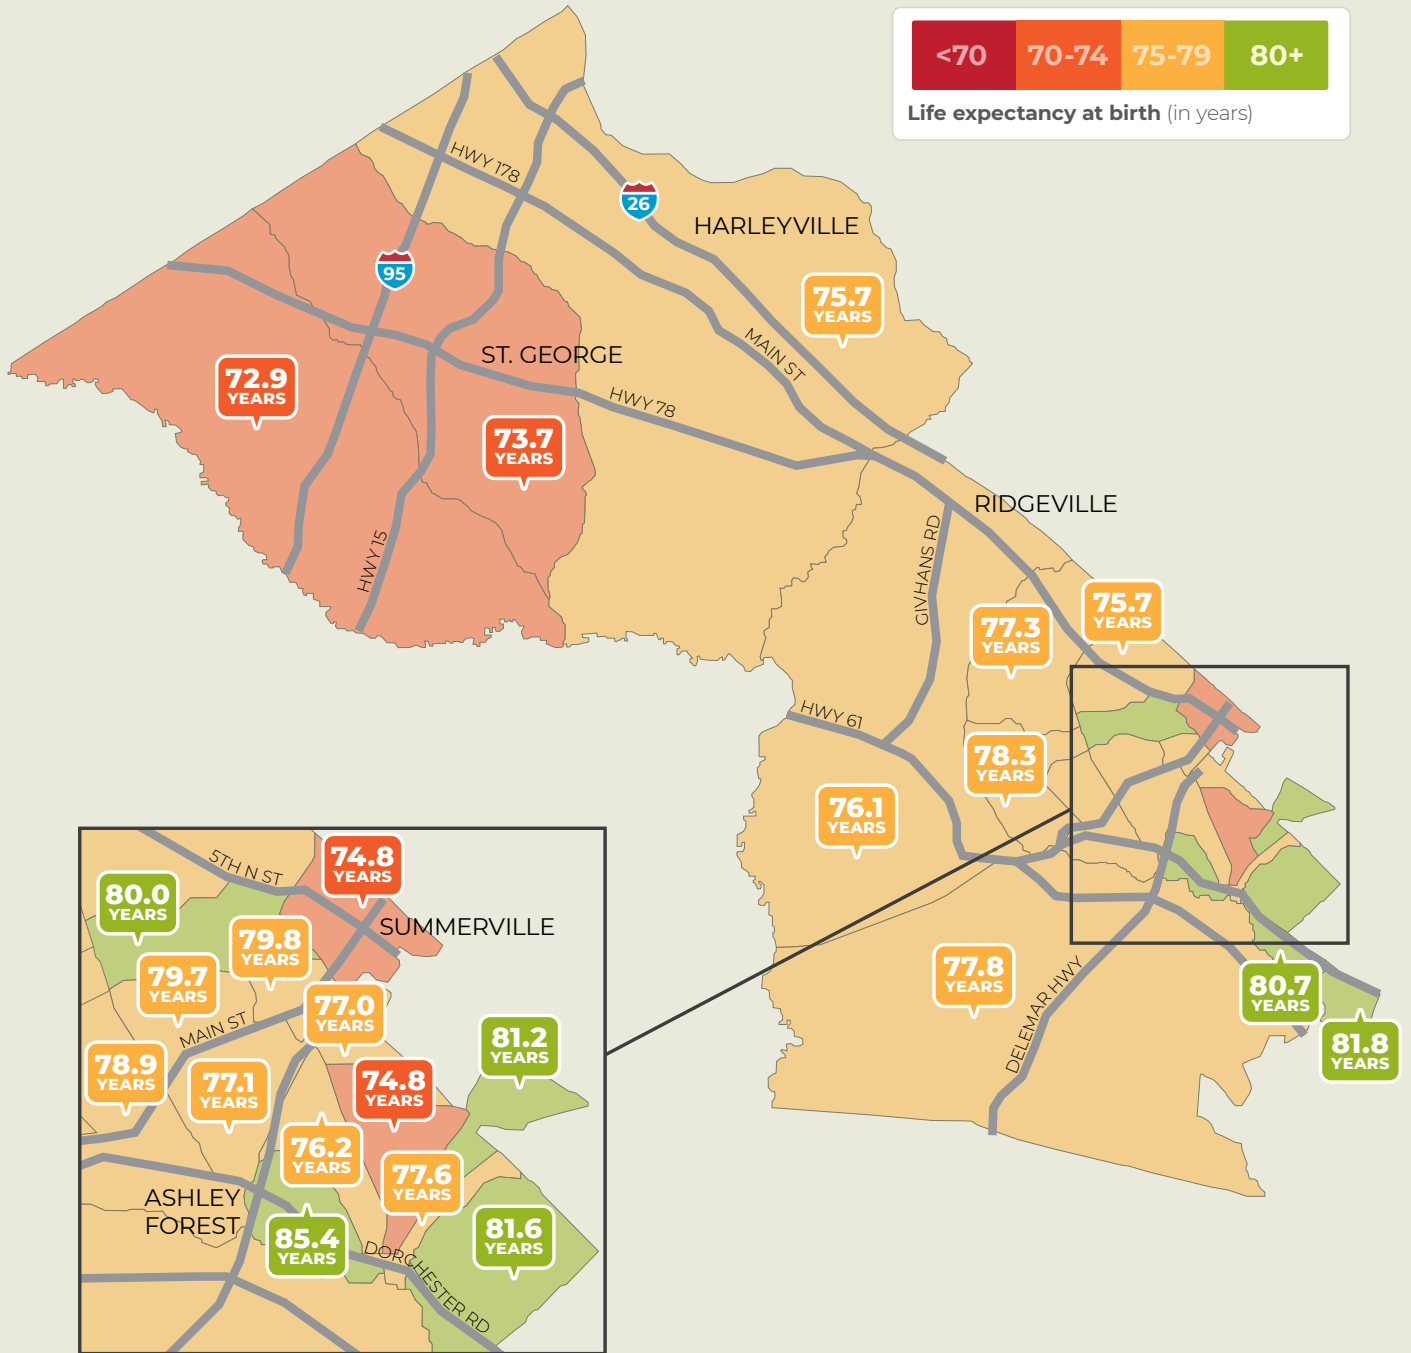 <70 70-74 75-79 80+
Life expectancy at birth (in years)
HWY 178
26
HARLEYVILLE
95
75.7
YEARS
MAIN ST
ST. GEORGE
72.9
YEARS
HWY 78
73.7
YEARS
RIDGEVILLE
HWY 15
GIVHANS RD
75.7
YEARS
77.3
YEARS
HWY 61
78.3
YEARS
76.1
YEARS
77.8
YEARS
DELEMAR HWY
80.7
YEARS
81.8
YEARS
5TH N ST
74.8
YEARS
80.0
YEARS
SUMMERVILLE
79.8
YEARS
79.7
YEARS
77.0
YEARS
MAIN ST
81.2
YEARS
78.9
YEARS
77.1
YEARS
74.8
YEARS
76.2
YEARS
77.6
YEARS
ASHLEY
FOREST
85.4
YEARS
81.6
YEARS
DORCHESTER RD